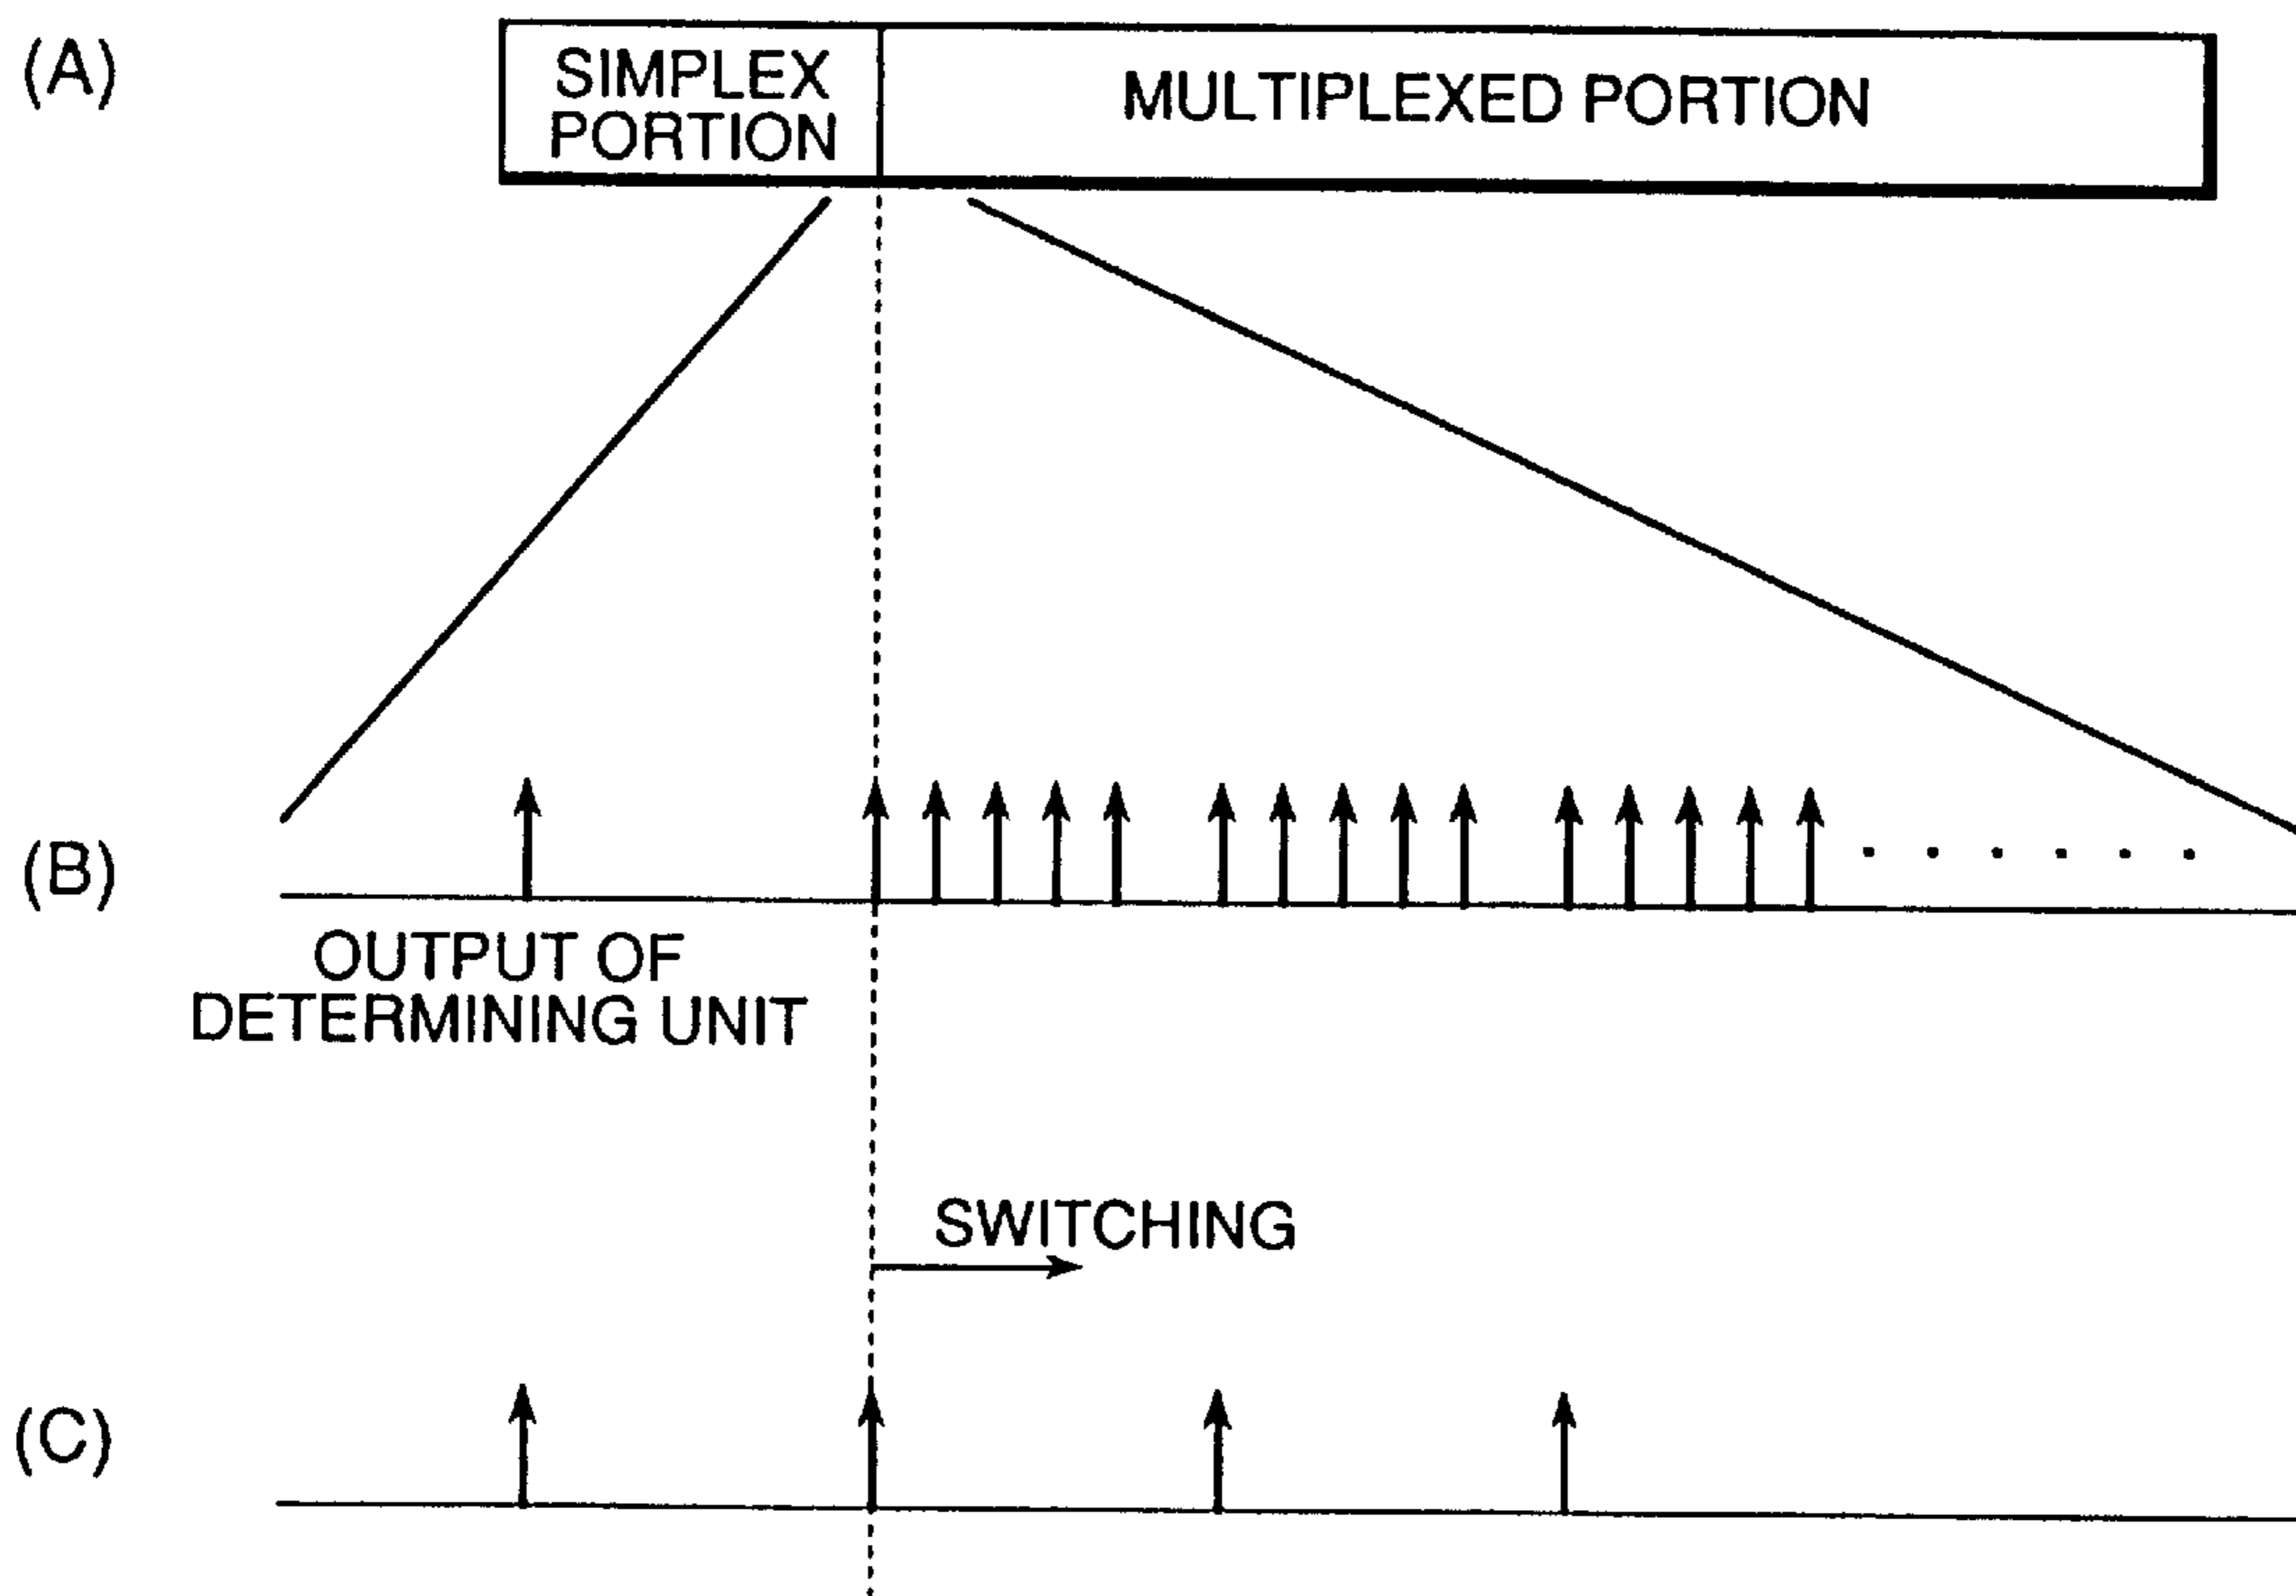 (A)
SIMPLEX
PORTION
MULTIPLEXED PORTION
(B)
OUTPUT OF
DETERMINING UNIT
SWITCHING
(C)